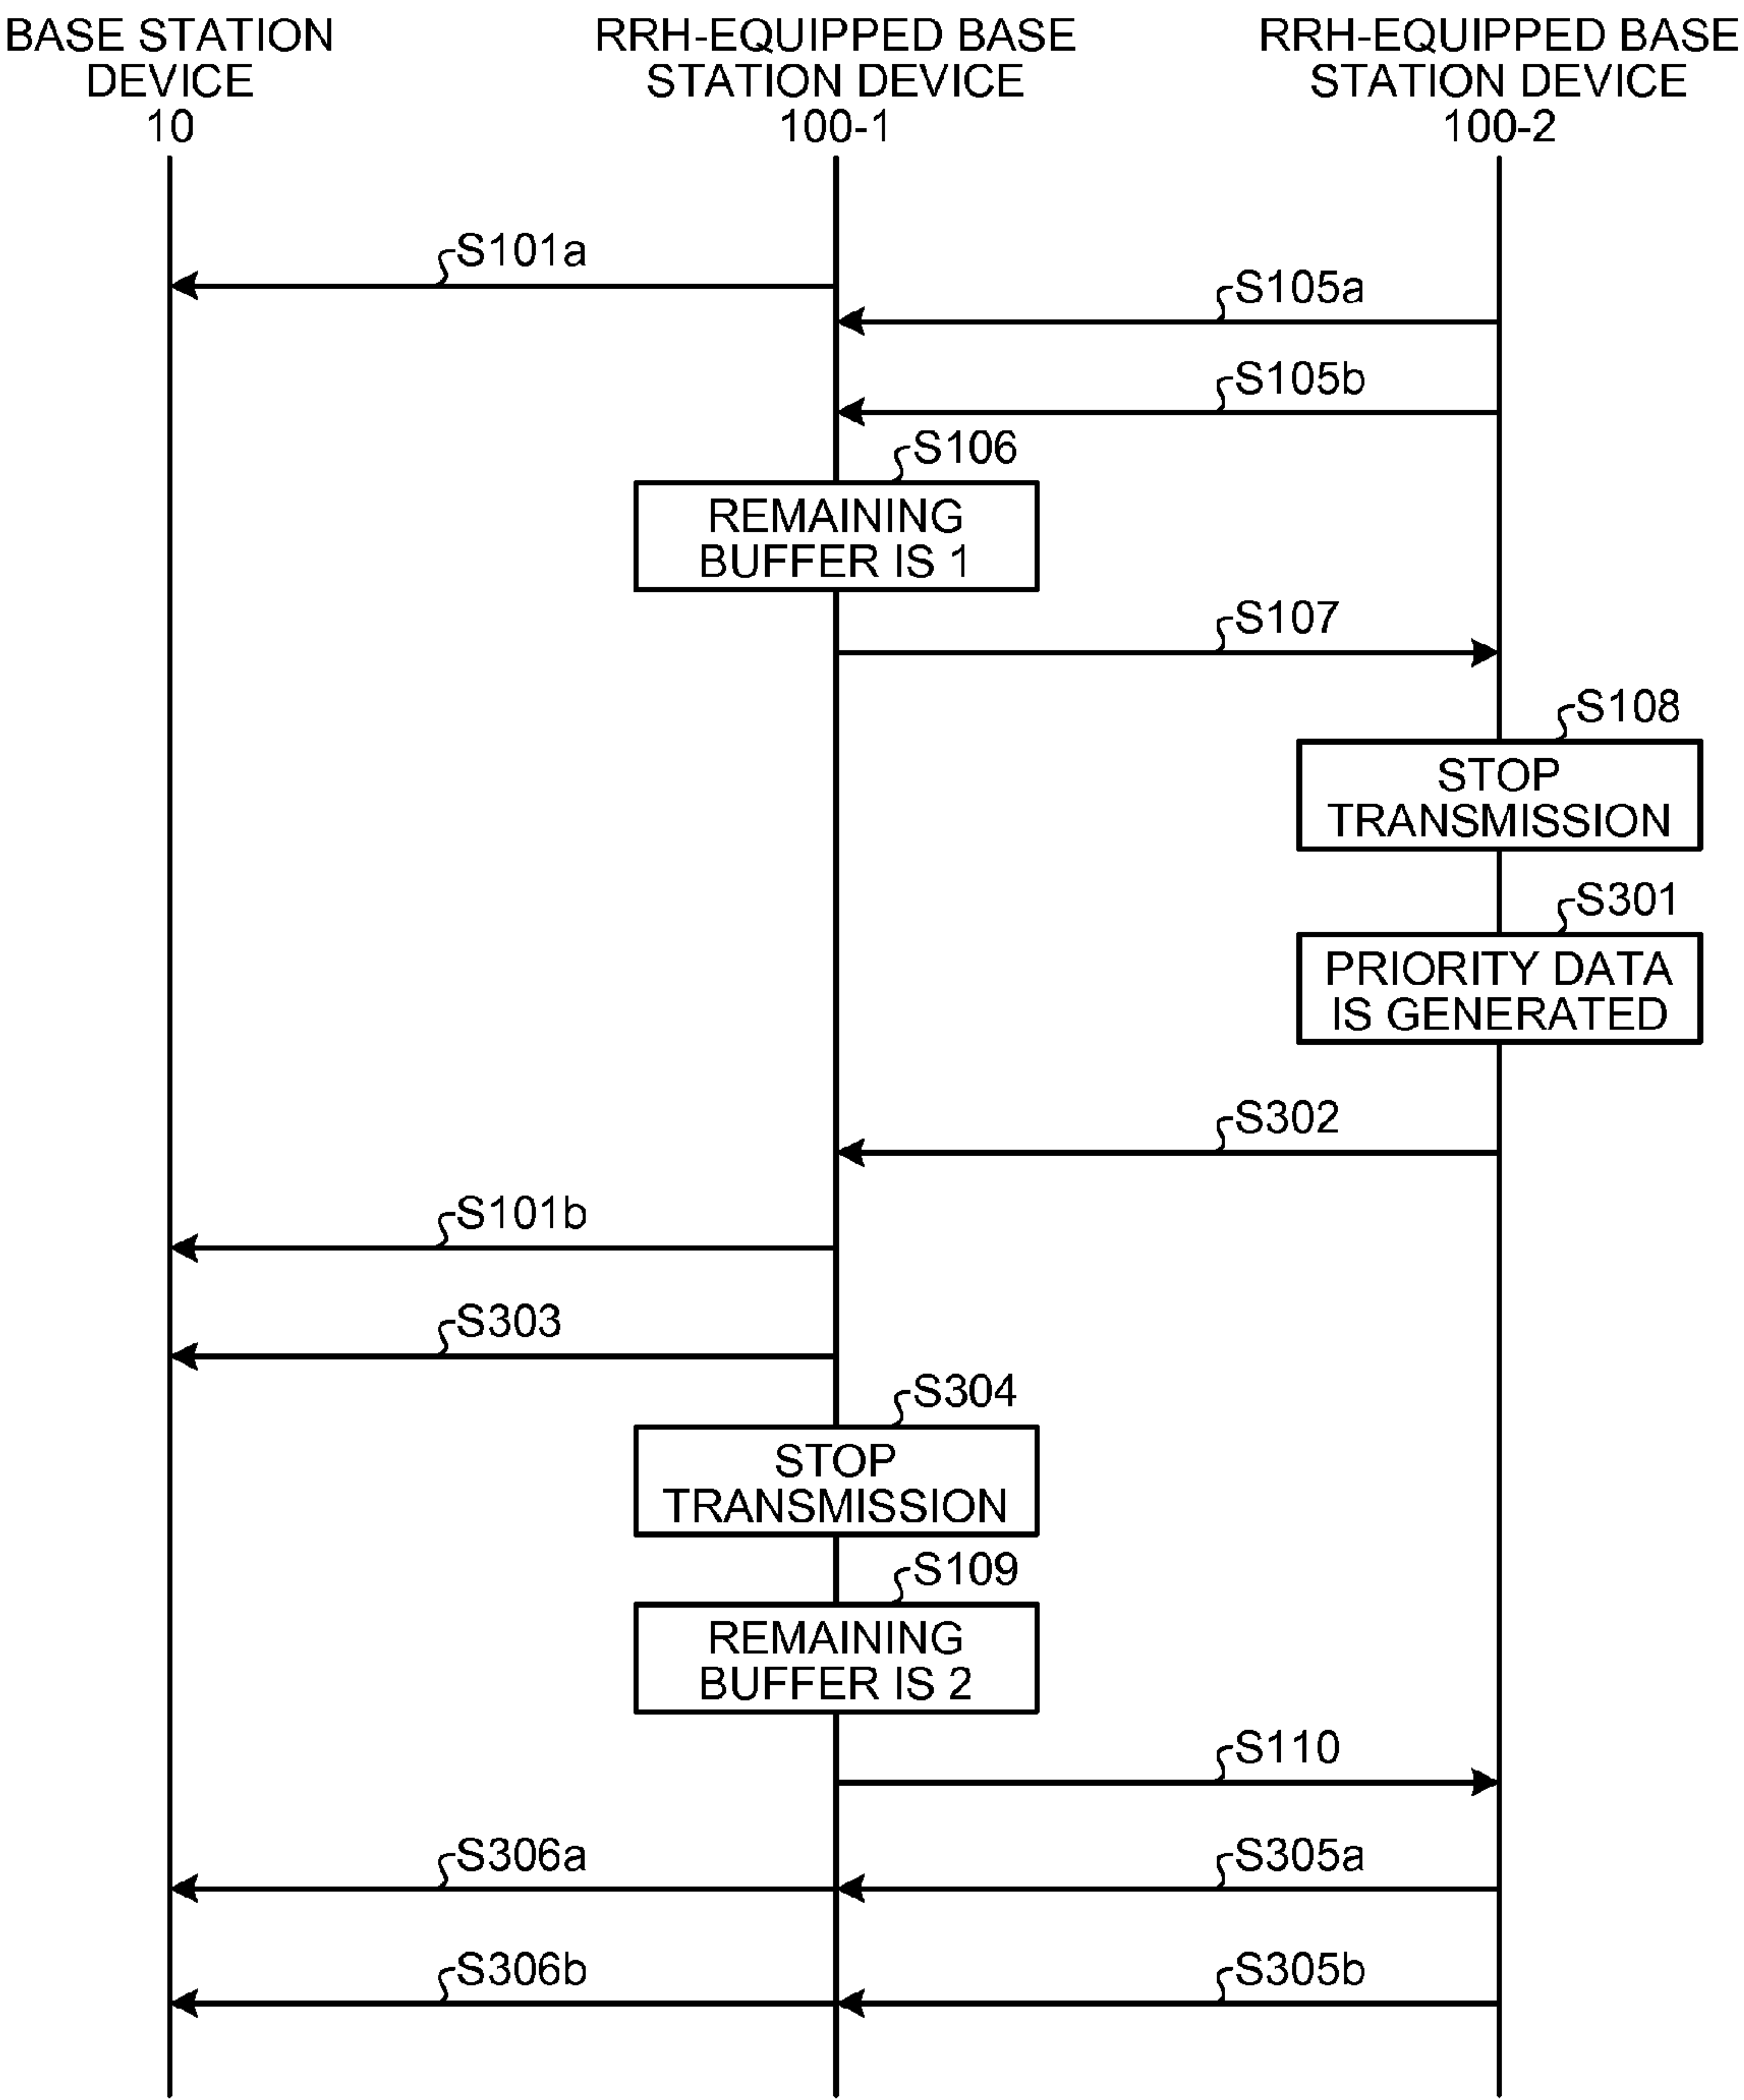 BASE STATION
DEVICE
10
RRH-EQUIPPED BASE
STATION DEVICE
100-1
RRH-EQUIPPED BASE
STATION DEVICE
100-2
S101a
S105a
S105b
S106
REMAINING
BUFFER IS 1
S107
S108
STOP
TRANSMISSION
S301
PRIORITY DATA
IS GENERATED
S302
S101b
S303
S304
STOP
TRANSMISSION
S109
REMAINING
BUFFER IS 2
S110
S306a
S305a
S306b
S305b